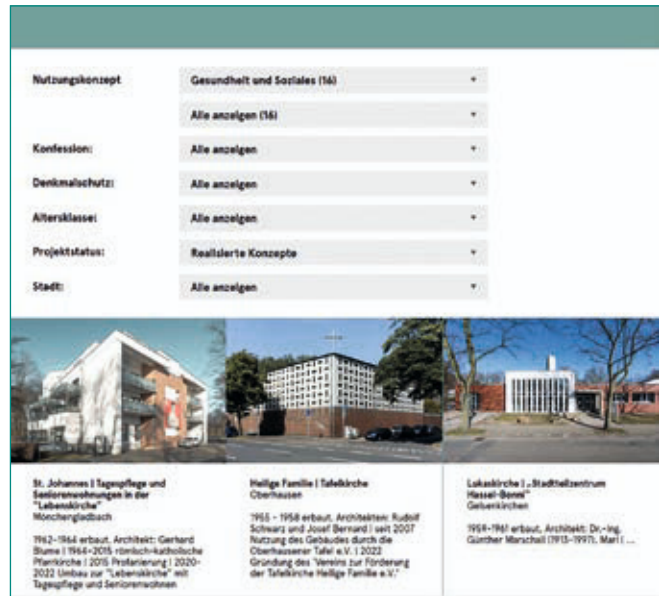 Nutzungskonzept
Gesundheit und Soziales (16)
Alle anzeigen (16)
Konfession:
Alle anzeigen
Denkmalschutz:
Alle anzeigen
Altersklasse:
Alle anzeigen
Projektstatus:
Realisierte Konzepte
Stadt:
Alle anzeigen
St. Johannes | Tagespflege und
Seniorenwohnungen in der
"Lebenskirche"
Mönchengladbach
1962-1964 erbaut. Architekt: Gerhard
Blume | 1964-2015 römisch-katholische
Pfarrkirche | 2015 Profanierung | 2020-
2022 Umbau zur "Lebenskirche" mit
Tagespflege und Seniorenwohnen
Heilige Familie | Tafelkirche
Oberhausen
1955 - 1958 erbaut. Architekten: Rudolf
Schwarz und Josef Bernard | seit 2007
Nutzung des Gebäudes durch die
Oberhausener Tafel e.V. | 2022
Gründung des "Vereins zur Förderung
der Tafelkirche Heilige Familie e.V."
Lukaskirche | „Stadtteilzentrum
Hassel-Bonni"
Gelsenkirchen
1959-1961 erbaut, Architekt: Dr.-Ing.
Günther Marschall (1913-1997), Marl | ...